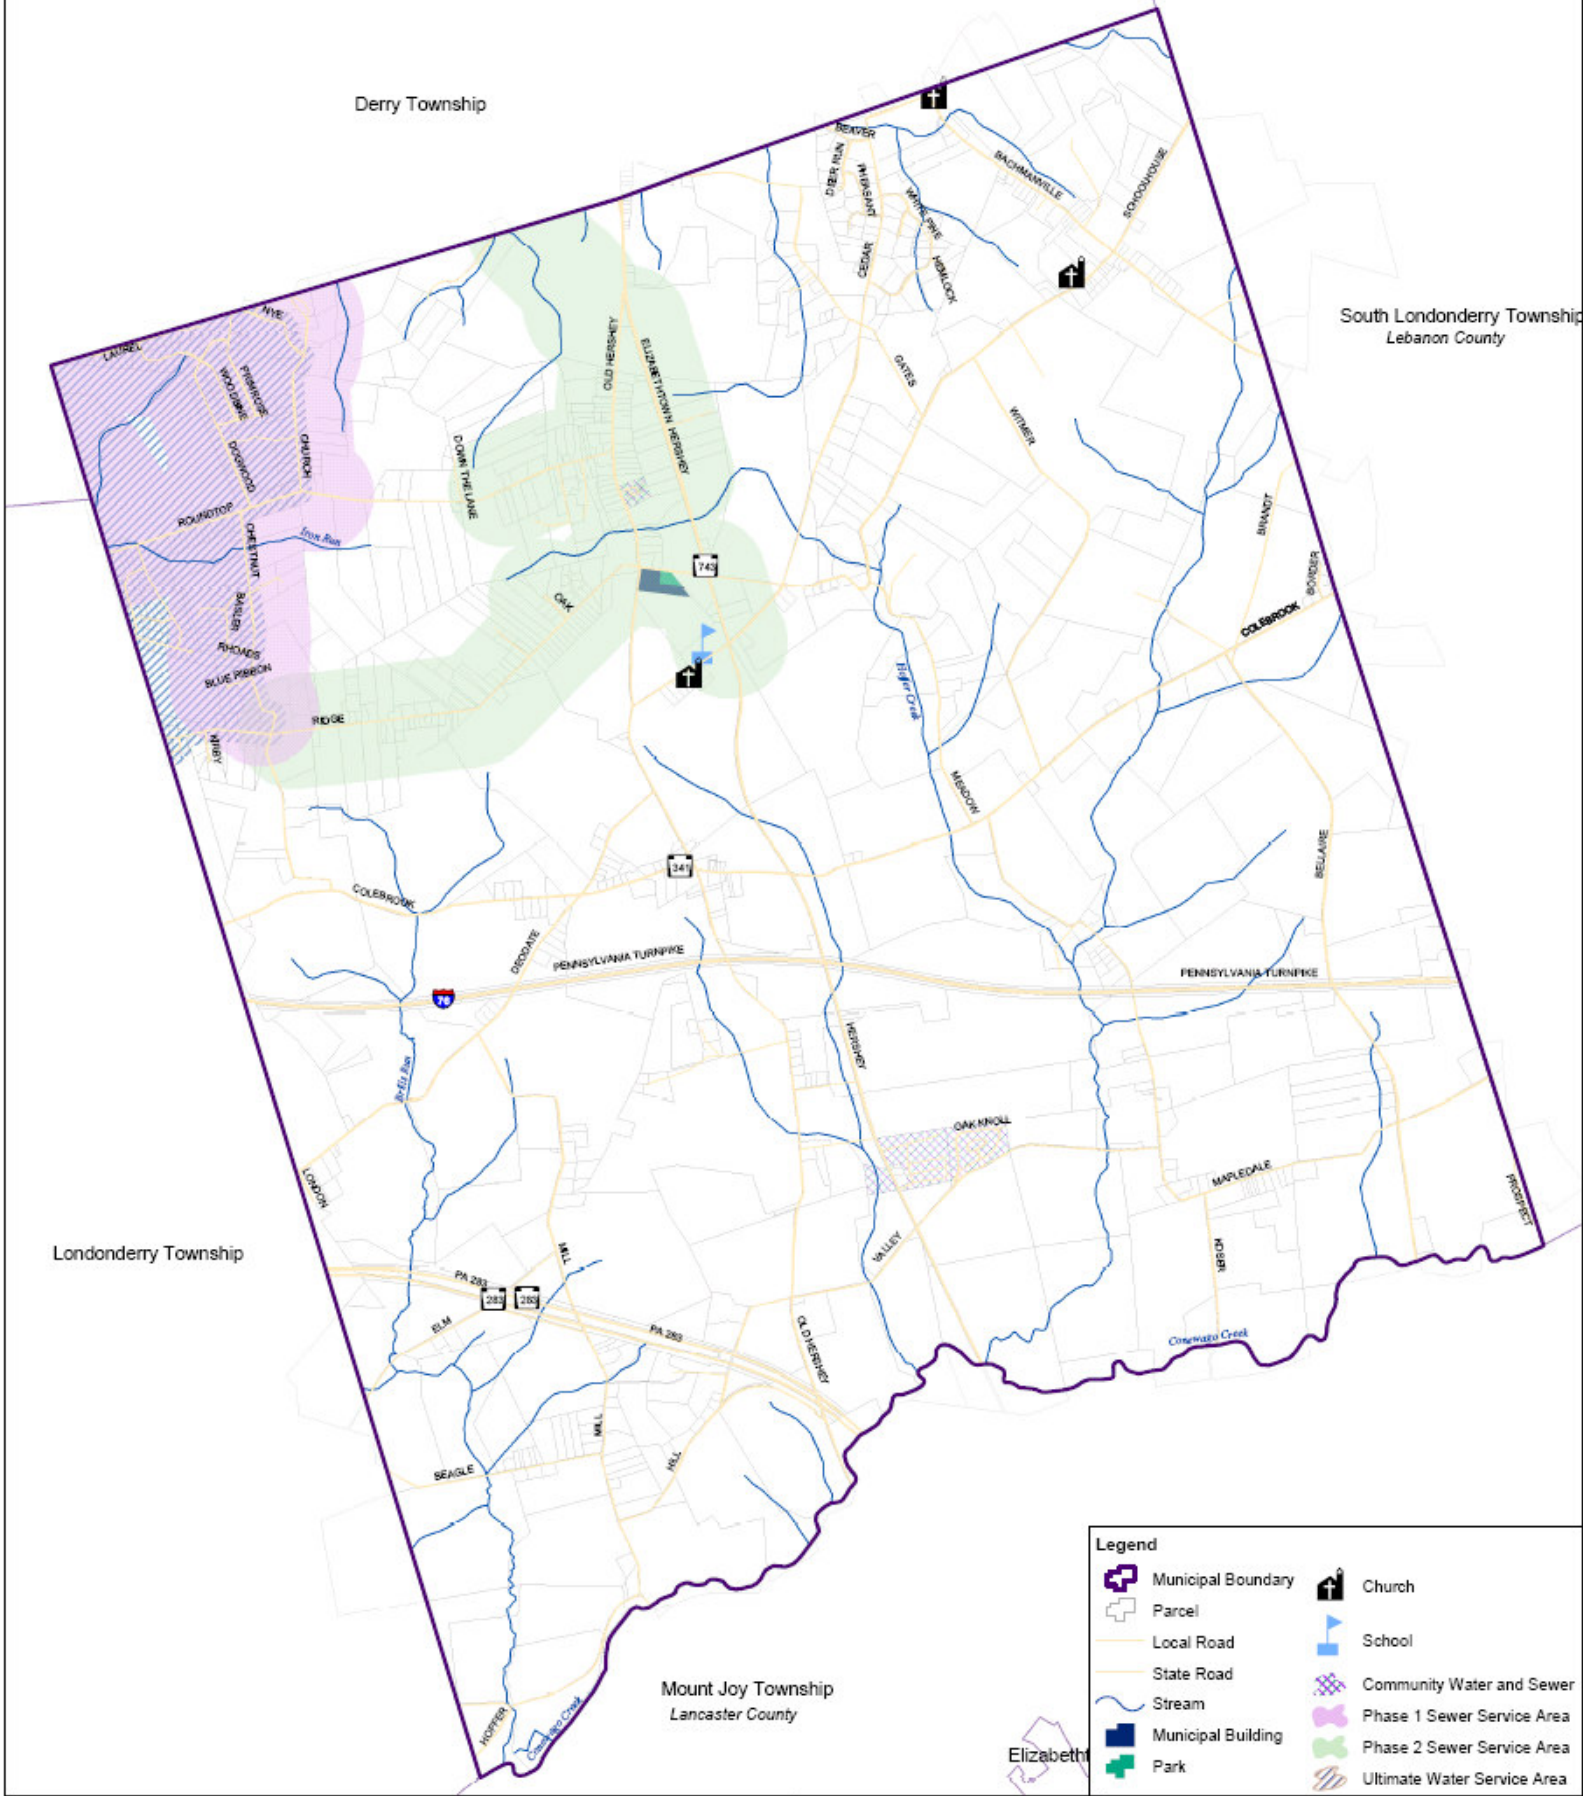 Derry Township
BEAVER
DEER RUN
PHEASANT
BACHMANVILLE
SCHOOLHOUSE
WHITE PINE
CEDAR
HEMLOCK
South Londonderry Township
Lebanon County
NYE
LAUREL
WOODBINE
PRIMROSE
OLD HERSHEY
ELIZABETHTOWN HERSHEY
GATES
WITMER
DOGWOOD
CHURCH
DOWN THE LANE
ROUNDTOP
Iron Run
CHESTNUT
BRANDT
BORDER
743
OAK
BASLER
RHOADS
BLUE RIBBON
COLEBROOK
Hoffer Creek
RIDGE
KIRBY
MEADOW
341
BELLAIRE
COLEBROOK
DEODATE
PENNSYLVANIA TURNPIKE
PENNSYLVANIA TURNPIKE
76
HERSHEY
OAK KNOLL
LONDON
MAPLEDALE
PROSPECT
Londonderry Township
MILL
VALLEY
KOSER
PA 283
283
283
ELM
PA 283
OLD HERSHEY
Conewago Creek
MILL
HILL
BEAGLE
Mount Joy Township
Lancaster County
HOFFER
Conewago Creek
Elizabetht
Legend
Municipal Boundary
Parcel
Local Road
State Road
Stream
Municipal Building
Park
Church
School
Community Water and Sewer
Phase 1 Sewer Service Area
Phase 2 Sewer Service Area
Ultimate Water Service Area